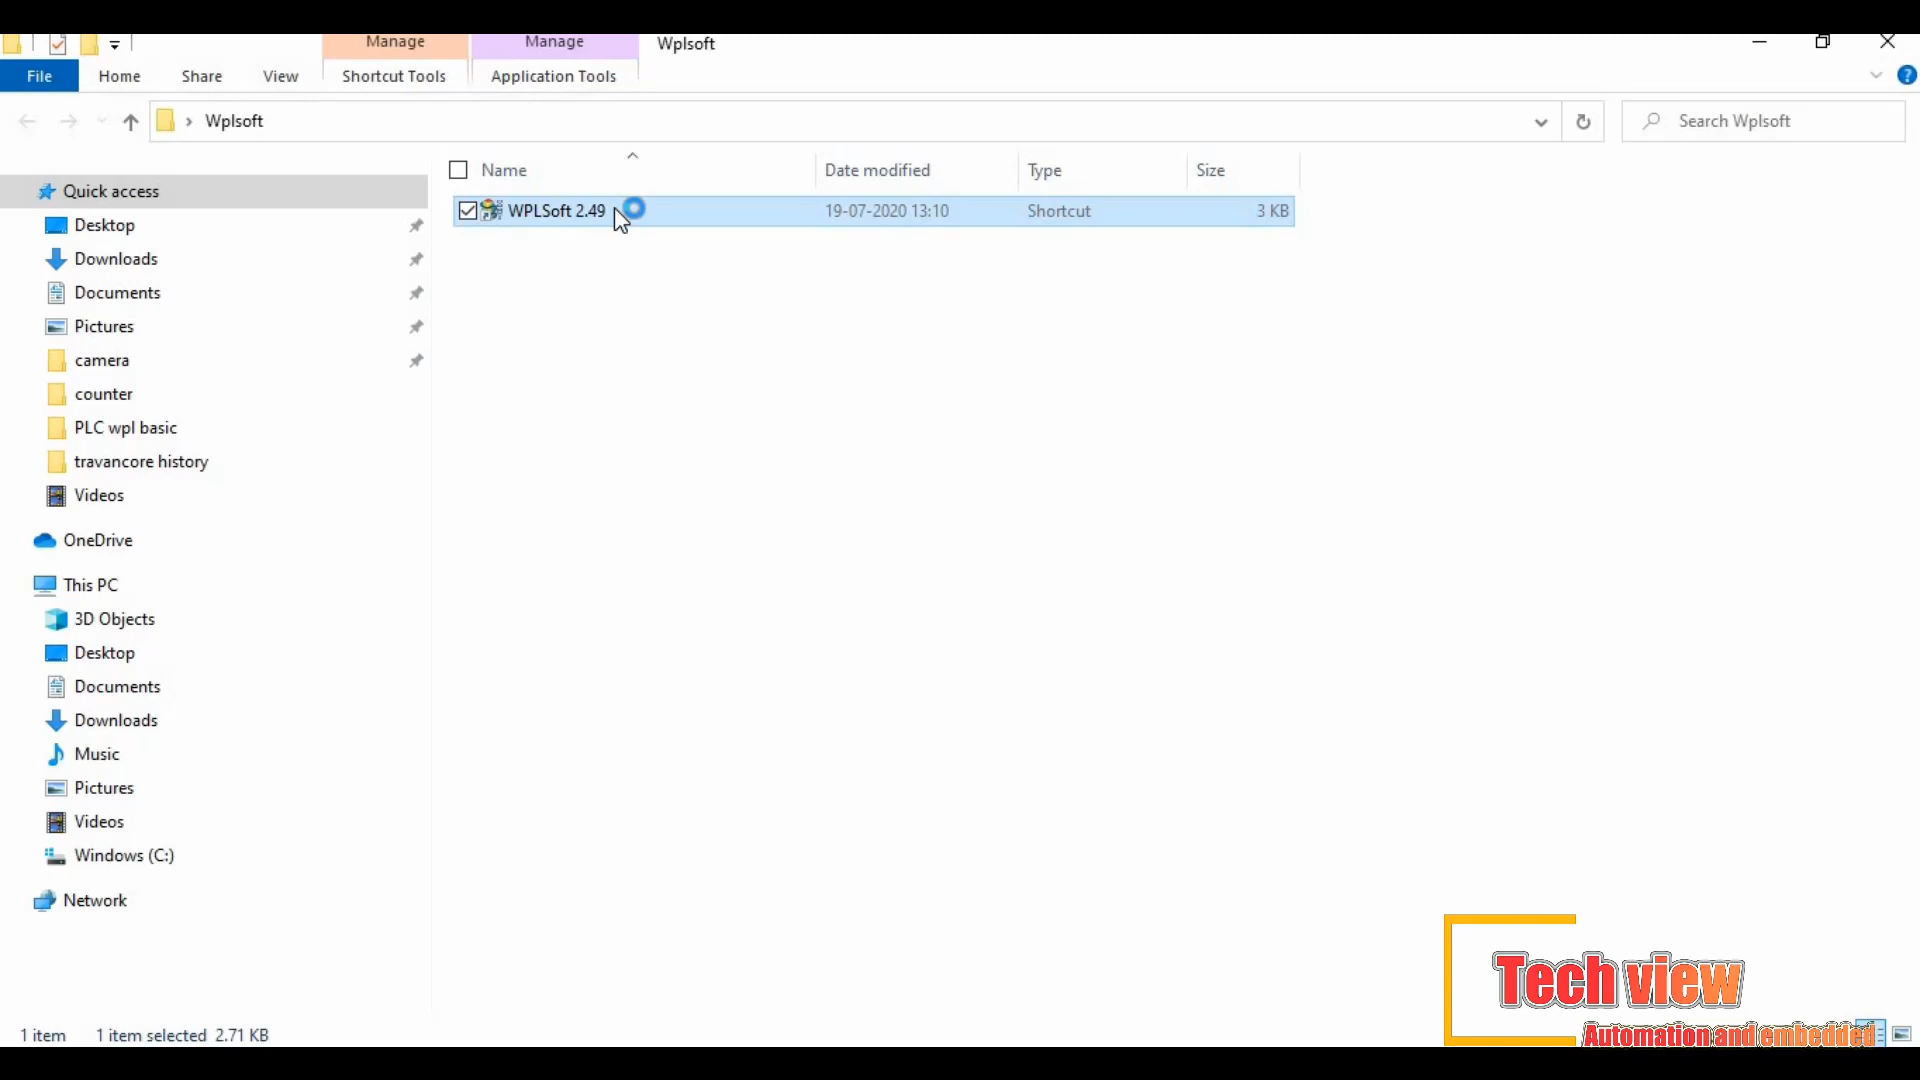 Manage
Manage
Wplsoft
File
Home
Share
View
Shortcut Tools
Application Tools
?
Wplsoft
Search Wplsoft
Name
Date modified
Type
Size
Quick access
WPLSoft 2.49
19-07-2020 13:10
Shortcut
3 KB
Desktop
Downloads
Documents
Pictures
camera
counter
PLC wpl basic
travancore history
Videos
OneDrive
This PC
3D Objects
Desktop
Documents
Downloads
Music
Pictures
Videos
Windows (C:)
Network
Tech view
Automation and embedded
1 item
1 item selected 2.71 KB